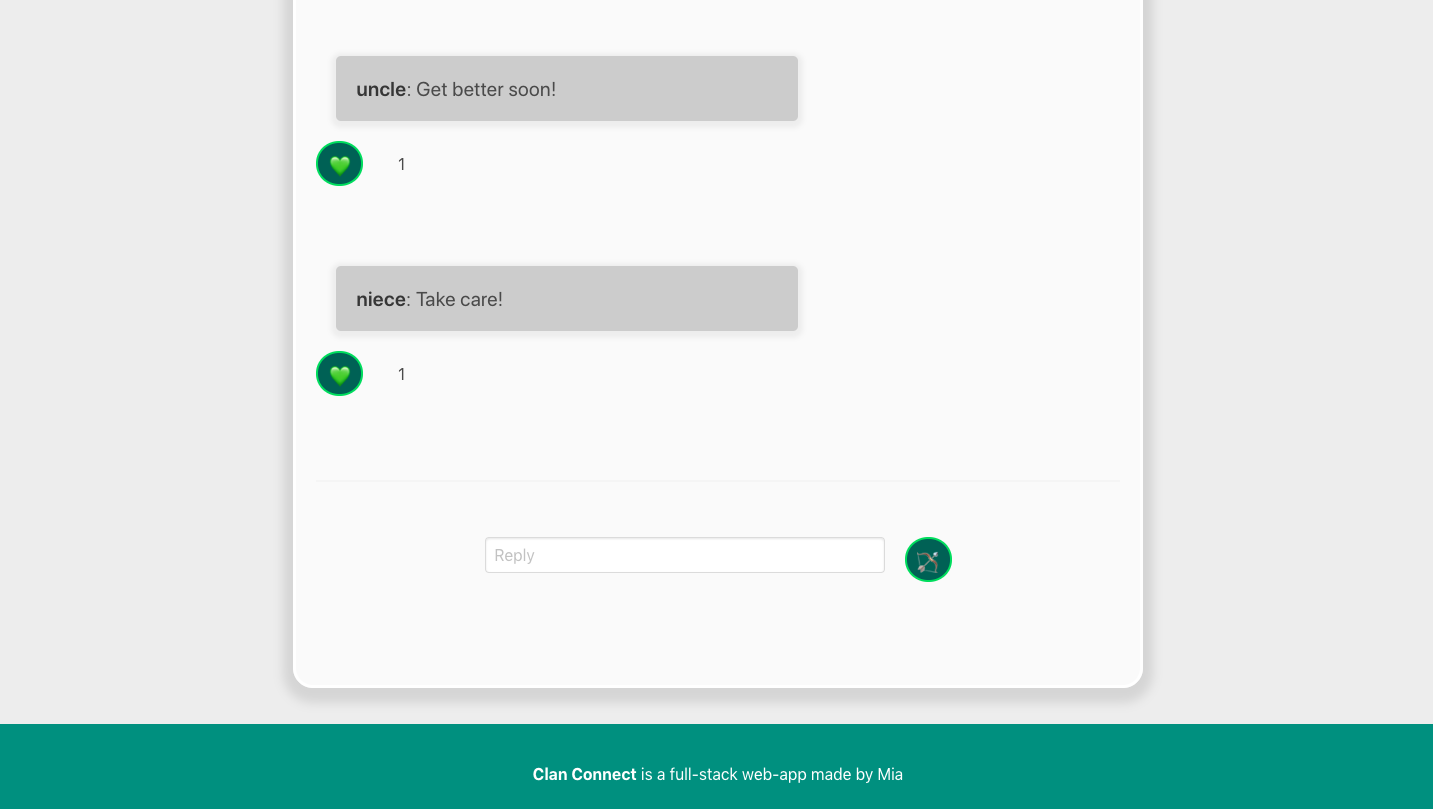 uncle: Get better soon!
1
niece: Take care!
1
Reply
Clan Connect is a full-stack web-app made by Mia